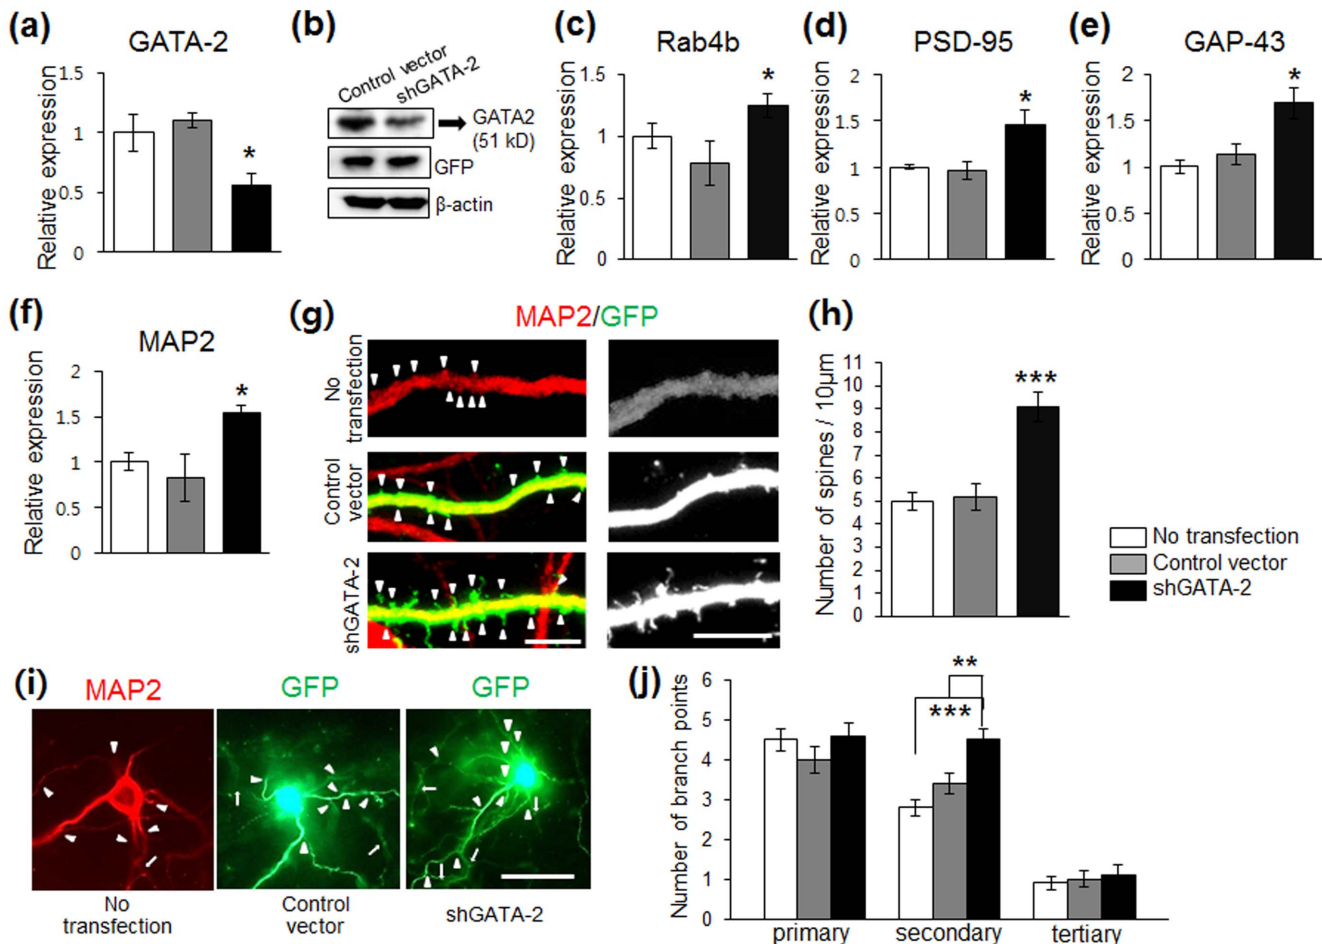 (a)
GATA-2
Relative expression
1.5
1
0.5
0
*
(b)
Control vector
shGATA-2
GATA2
(51 kD)
GFP
β-actin
(c)
Rab4b
Relative expression
1.5
1
0.5
0
*
(d)
PSD-95
Relative expression
2
1.5
1
0.5
0
*
(e)
GAP-43
Relative expression
2
1.5
1
0.5
0
*
(f)
MAP2
Relative expression
2
1.5
1
0.5
0
*
(g)
MAP2/GFP
No
transfection
Control
vector
shGATA-2
(h)
Number of spines / 10μm
11
10
9
8
7
6
5
4
3
2
1
0
***
No transfection
Control vector
shGATA-2
(i)
MAP2
GFP
GFP
No
transfection
Control
vector
shGATA-2
(j)
Number of branch points
6
5
4
3
2
1
0
**
***
primary
secondary
tertiary